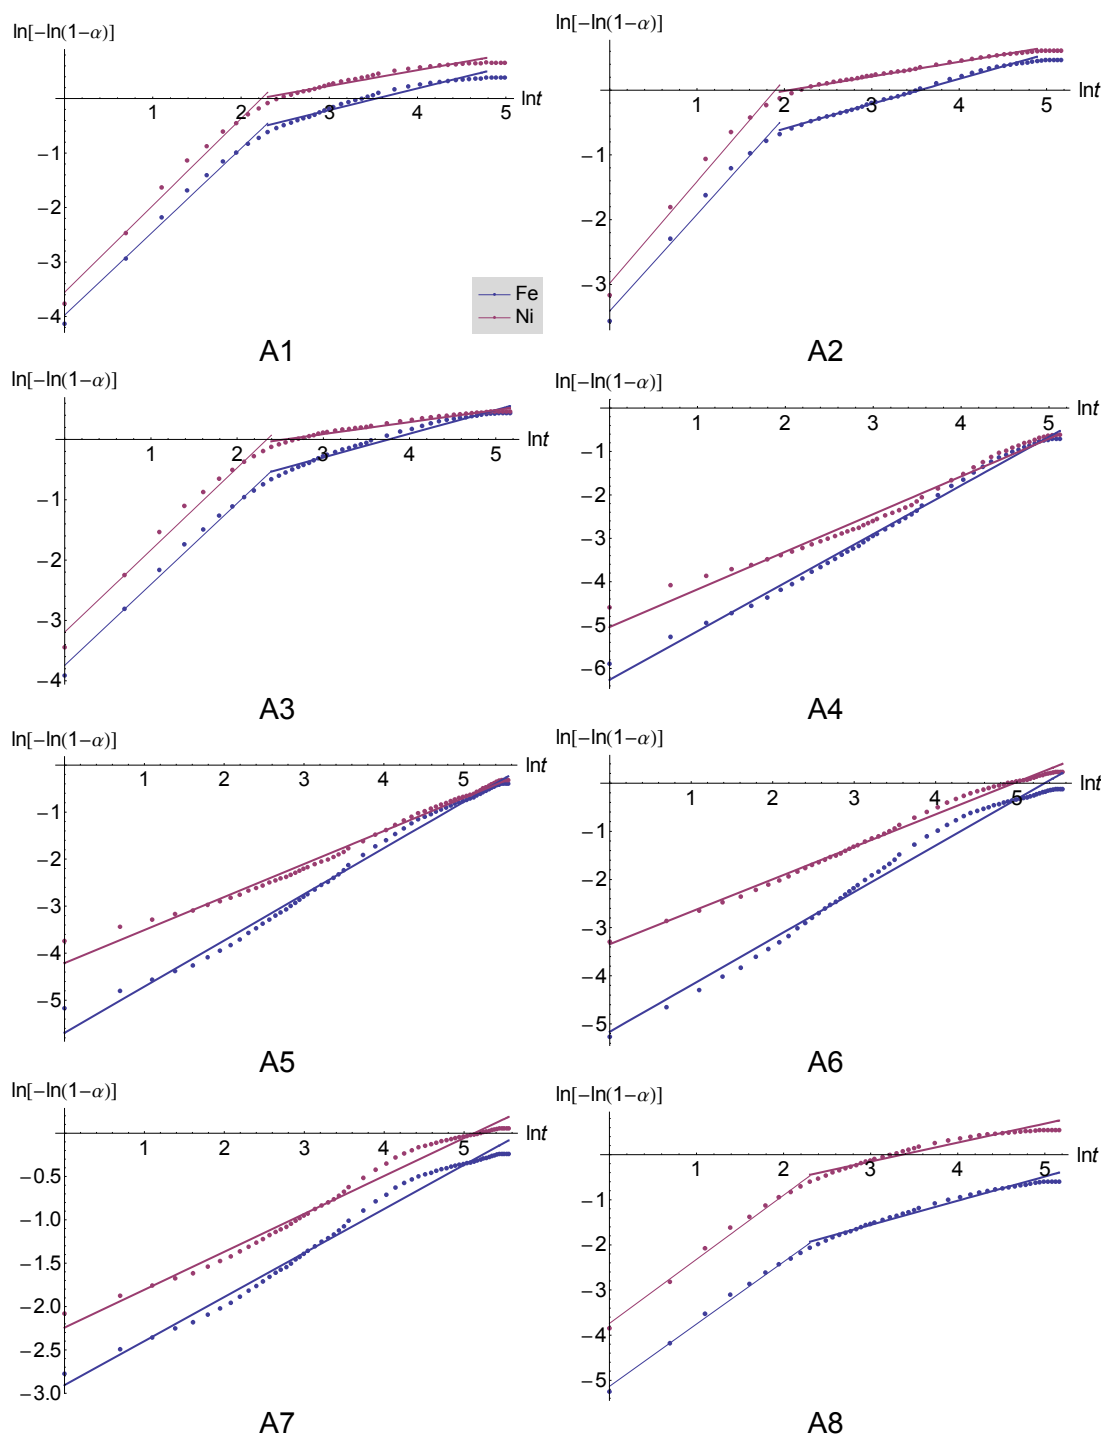 ln[−ln(1−α)]
lnt
1 2 3 4 5
−1
−2
−3
−4
Fe
Ni
A1
ln[−ln(1−α)]
lnt
1 2 3 4 5
−1
−2
−3
A2
ln[−ln(1−α)]
lnt
1 2 3 4 5
−1
−2
−3
−4
A3
ln[−ln(1−α)]
lnt
1 2 3 4 5
−1
−2
−3
−4
−5
−6
A4
ln[−ln(1−α)]
lnt
1 2 3 4 5
−1
−2
−3
−4
−5
A5
ln[−ln(1−α)]
lnt
1 2 3 4 5
−1
−2
−3
−4
−5
A6
ln[−ln(1−α)]
lnt
1 2 3 4 5
−0.5
−1.0
−1.5
−2.0
−2.5
−3.0
A7
ln[−ln(1−α)]
lnt
1 2 3 4 5
−1
−2
−3
−4
−5
A8